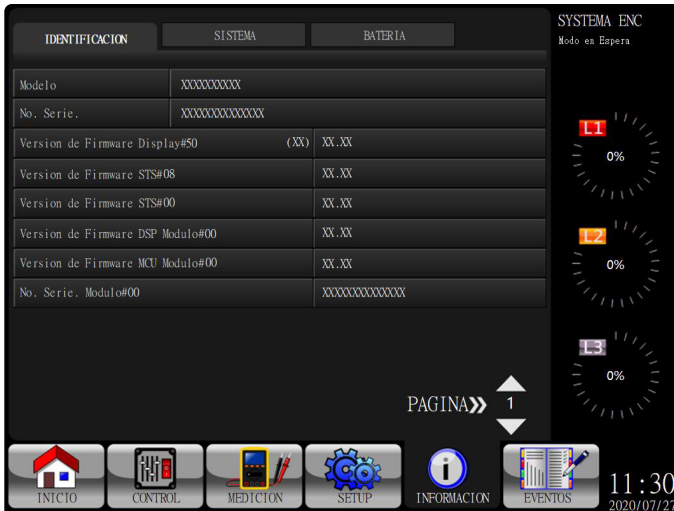 IDENTIFICACION
SISTEMA
BATERIA
SYSTEMA ENC
Modo en Espera
Modelo XXXXXXXXXX
No. Serie. XXXXXXXXXXXXXX
Version de Firmware Display#50 (XX) XX.XX
Version de Firmware STS#08 XX.XX
Version de Firmware STS#00 XX.XX
Version de Firmware DSP Modulo#00 XX.XX
Version de Firmware MCU Modulo#00 XX.XX
No. Serie. Modulo#00 XXXXXXXXXXXXXX
L1
0%
L2
0%
L3
0%
PAGINA» 1
INICIO
CONTROL
MEDICION
SETUP
INFORMACION
EVENTOS
11:30
2020/07/27